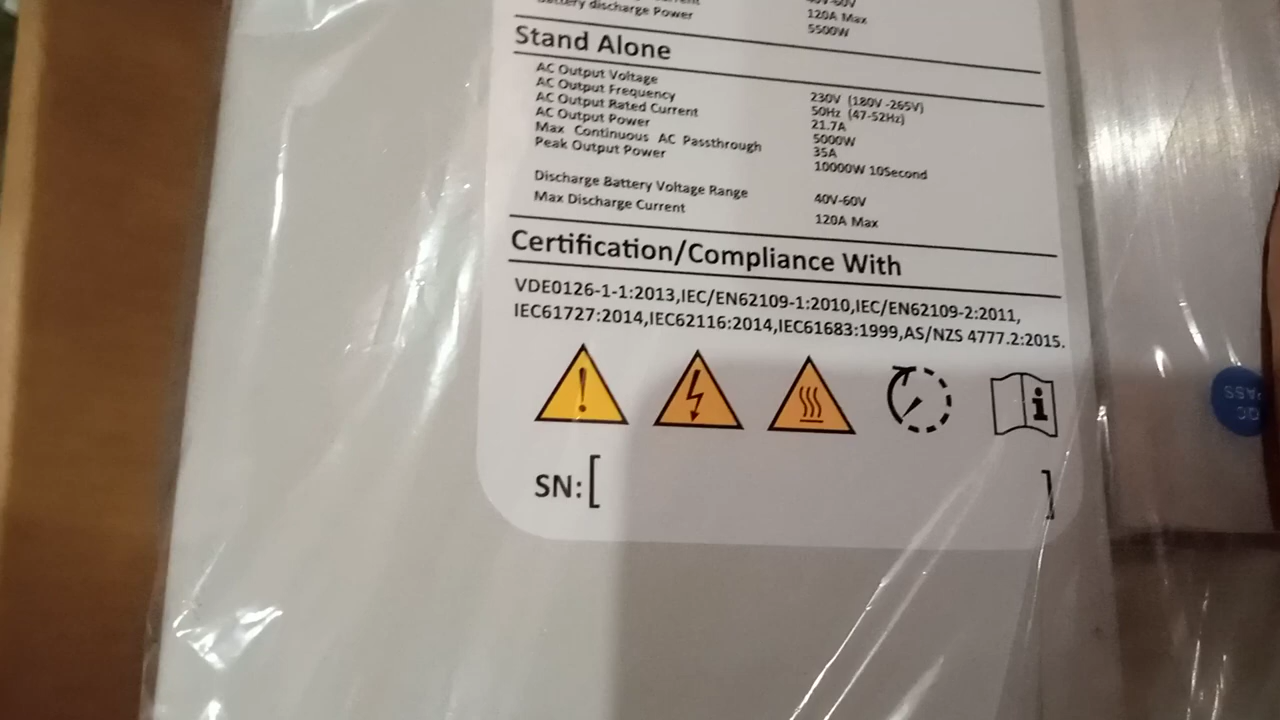 Battery discharge Power
40V-60V
120A Max
5500W
Stand Alone
AC Output Voltage 230V (180V -265V)
AC Output Frequency 50Hz (47-52Hz)
AC Output Rated Current 21.7A
AC Output Power 5000W
Max Continuous AC Passthrough 35A
Peak Output Power 10000W 10Second
Discharge Battery Voltage Range 40V-60V
Max Discharge Current 120A Max
Certification/Compliance With
VDE0126-1-1:2013,IEC/EN62109-1:2010,IEC/EN62109-2:2011,
IEC61727:2014,IEC62116:2014,IEC61683:1999,AS/NZS 4777.2:2015.
SN:[ ]
QC
PASS